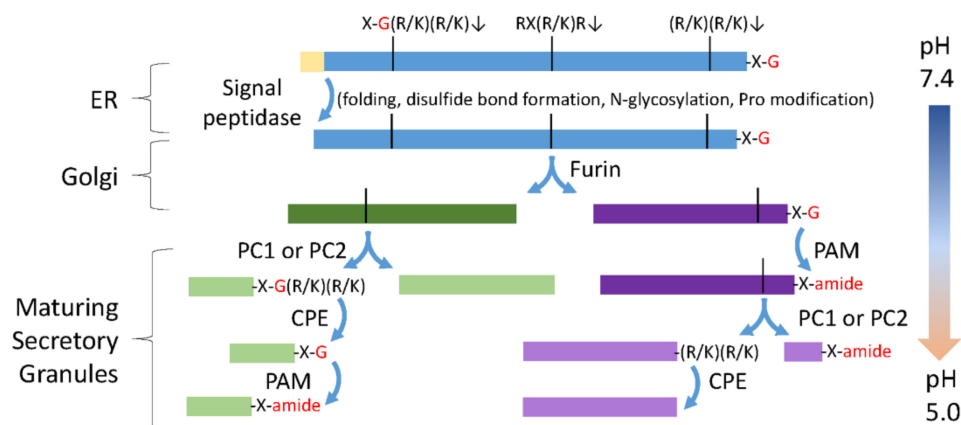 X-G(R/K)(R/K)↓ RX(R/K)R↓ (R/K)(R/K)↓
pH
7.4
-X-G
ER
Signal
peptidase
(folding, disulfide bond formation, N-glycosylation, Pro modification)
-X-G
Golgi
Furin
-X-G
PC1 or PC2
PAM
-X-G(R/K)(R/K)
-X-amide
Maturing
Secretory
Granules
CPE
PC1 or PC2
-X-G
-(R/K)(R/K)
-X-amide
PAM
CPE
-X-amide
pH
5.0